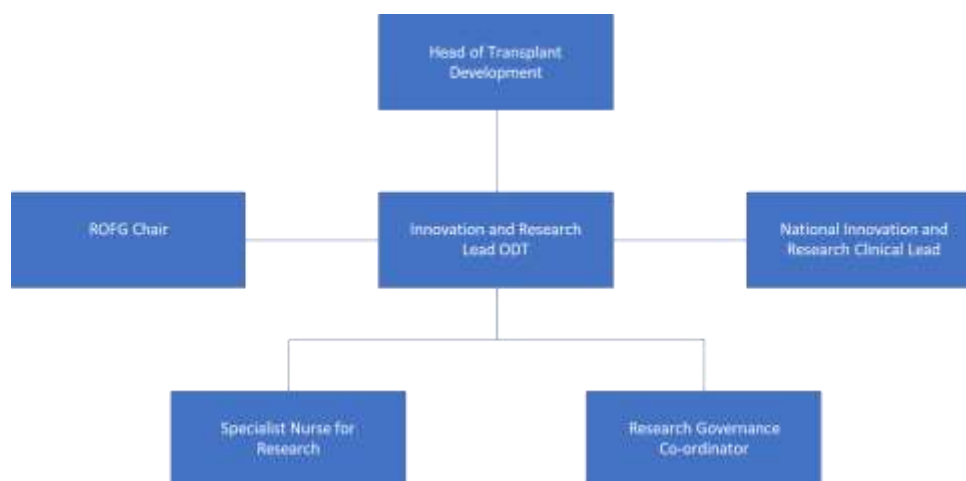 Head of Transplant
Development
ROFG Chair
Innovation and Research
Lead ODT
National Innovation and
Research Clinical Lead
Specialist Nurse for
Research
Research Governance
Co-ordinator